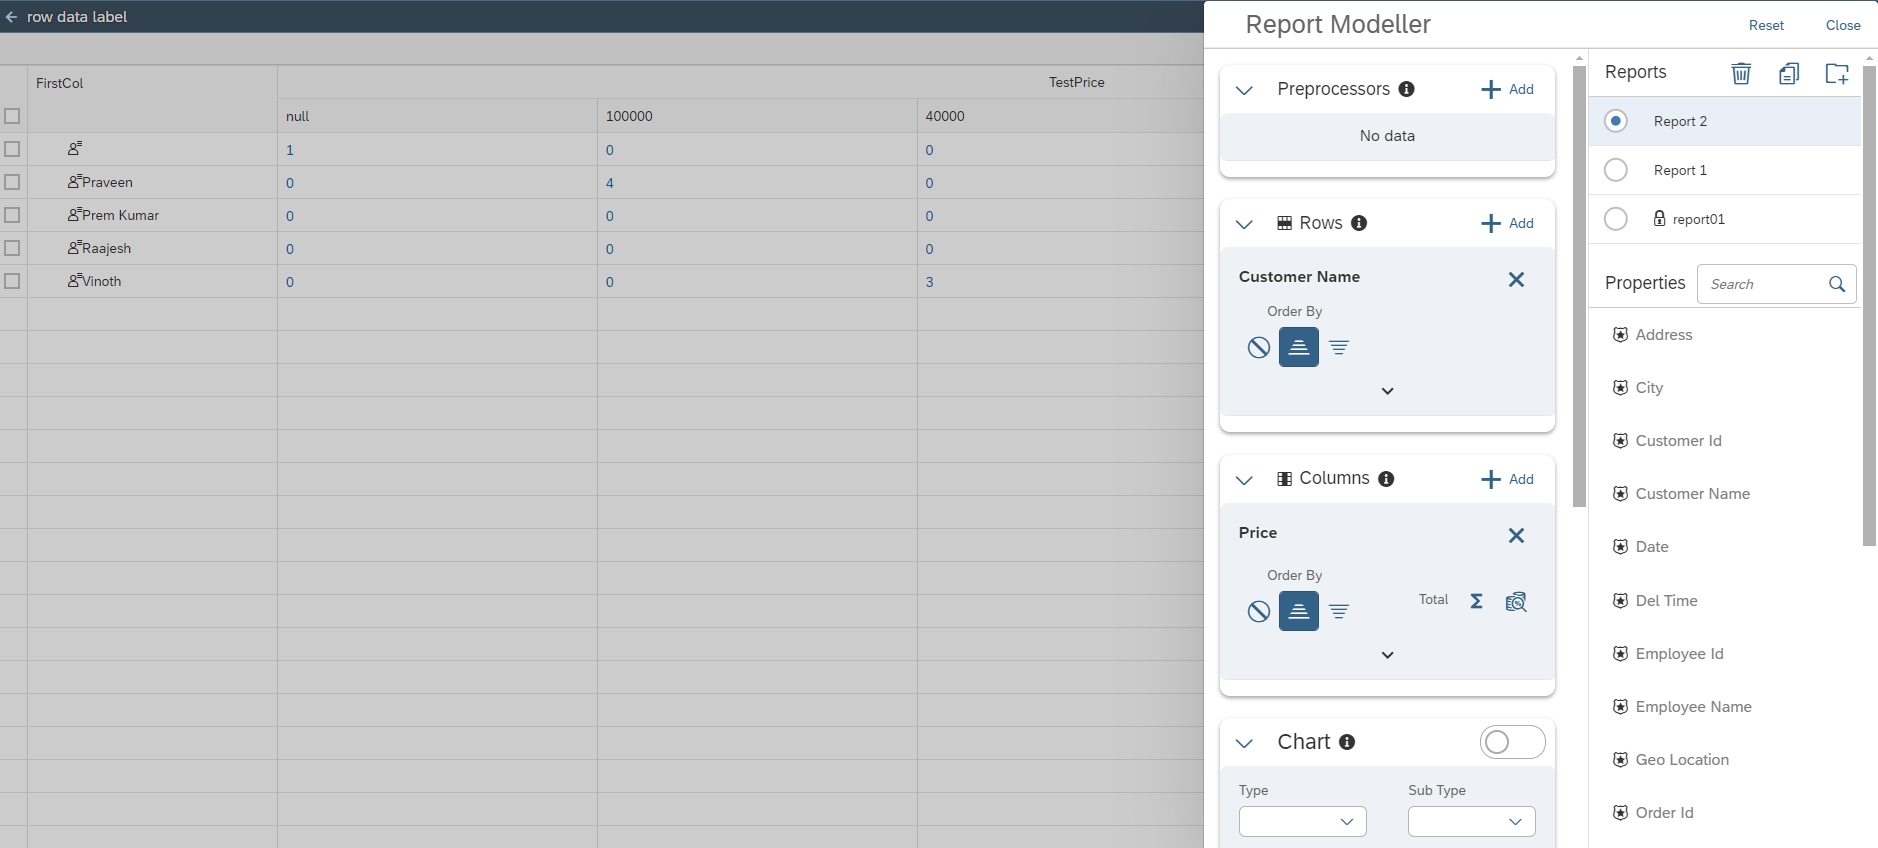 row data label
FirstCol
TestPrice
null
100000
40000
1
0
0
Praveen
0
4
0
Prem Kumar
0
0
0
Raajesh
0
0
0
Vinoth
0
0
3
Report Modeller
Reset
Close
Preprocessors
Add
No data
Rows
Add
Customer Name
Order By
Columns
Add
Price
Order By
Total
Chart
Type
Sub Type
Reports
Report 2
Report 1
report01
Properties
Search
Address
City
Customer Id
Customer Name
Date
Del Time
Employee Id
Employee Name
Geo Location
Order Id